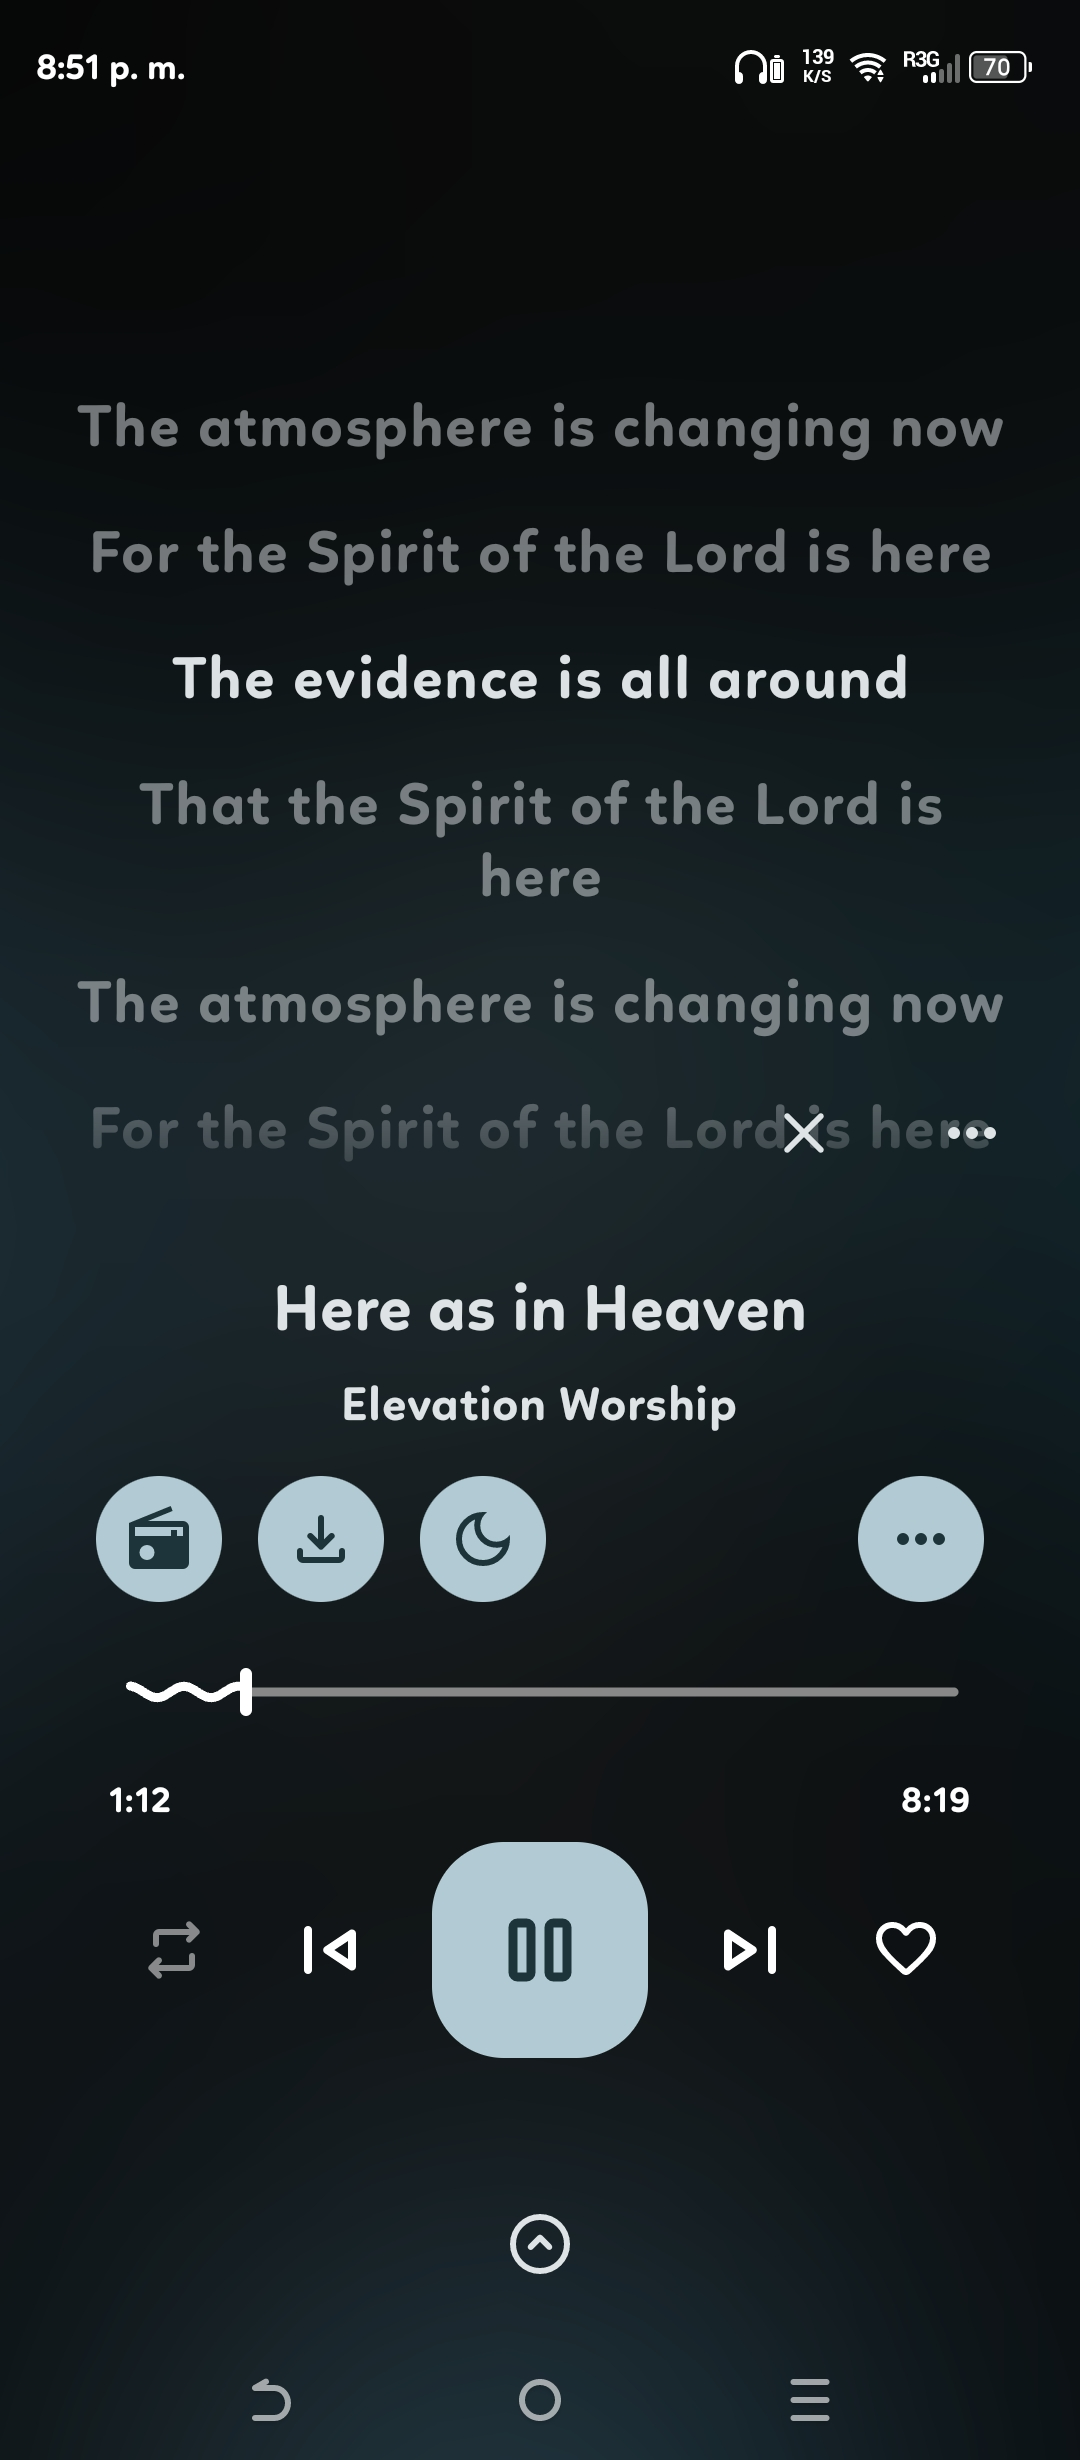 8:51 p. m.
139
K/S
R3G
70
The atmosphere is changing now
For the Spirit of the Lord is here
The evidence is all around
That the Spirit of the Lord is
here
The atmosphere is changing now
For the Spirit of the Lord is here
Here as in Heaven
Elevation Worship
1:12
8:19